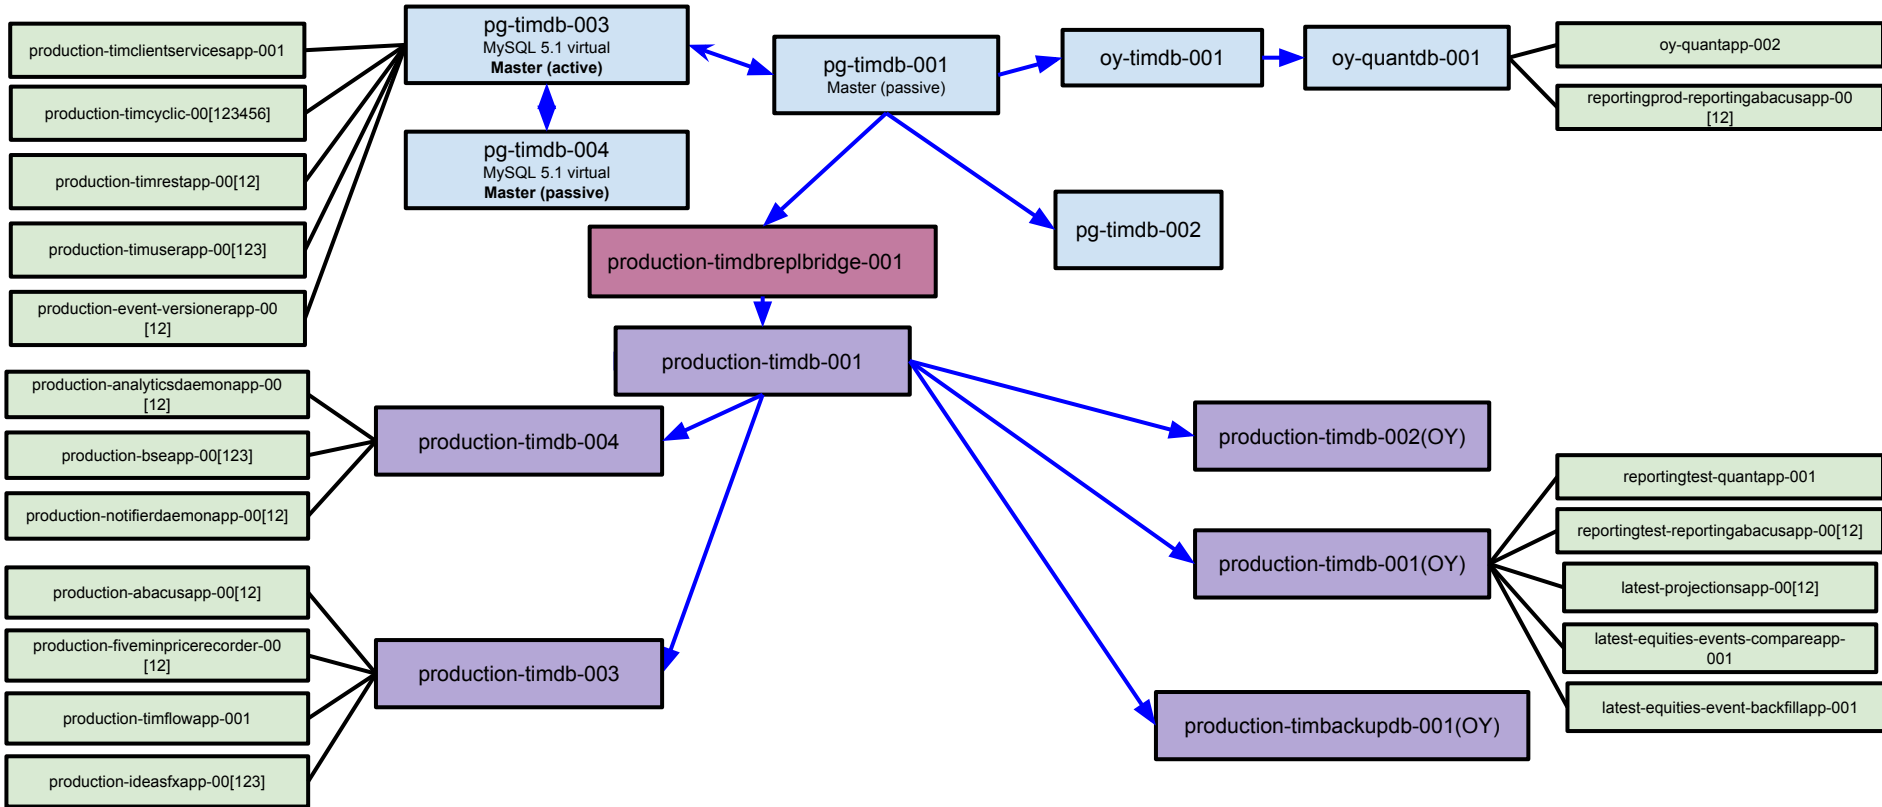 production-timclientservicesapp-001
production-timcyclic-00[123456]
production-timrestapp-00[12]
production-timuserapp-00[123]
production-event-versionerapp-00
[12]
pg-timdb-003
MySQL 5.1 virtual
Master (active)
pg-timdb-004
MySQL 5.1 virtual
Master (passive)
pg-timdb-001
Master (passive)
oy-timdb-001
oy-quantdb-001
oy-quantapp-002
reportingprod-reportingabacusapp-00
[12]
pg-timdb-002
production-timdbreplbridge-001
production-timdb-001
production-analyticsdaemonapp-00
[12]
production-bseapp-00[123]
production-notifierdaemonapp-00[12]
production-timdb-004
production-abacusapp-00[12]
production-fiveminpricerecorder-00
[12]
production-timflowapp-001
production-ideasfxapp-00[123]
production-timdb-003
production-timdb-002(OY)
production-timdb-001(OY)
production-timbackupdb-001(OY)
reportingtest-quantapp-001
reportingtest-reportingabacusapp-00[12]
latest-projectionsapp-00[12]
latest-equities-events-compareapp-
001
latest-equities-event-backfillapp-001